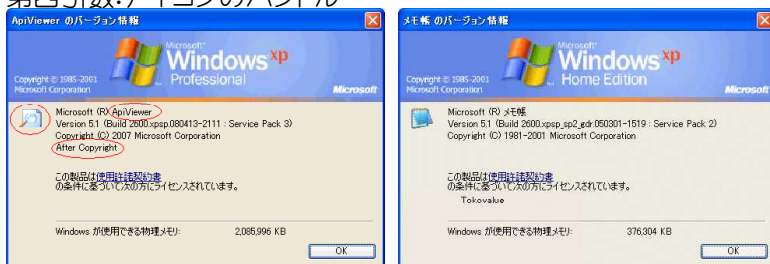 第四引数:アイコンのハンドル
ApiViewer のバージョン情報
Microsoft®
Windows xp
Professional
Copyright © 1985-2001
Microsoft Corporation
Microsoft
Microsoft (R) ApiViewer
Version 5.1 (Build 2600.xpsp.080413-2111 : Service Pack 3)
Copyright (C) 2007 Microsoft Corporation
After Copyright
この製品は使用許諾契約書
の条件に基づいて次の方にライセンスされています。
Windows が使用できる物理メモリ: 2,085,996 KB
OK
メモ帳 のバージョン情報
Microsoft®
Windows xp
Home Edition
Copyright © 1985-2001
Microsoft Corporation
Microsoft
Microsoft (R) メモ帳
Version 5.1 (Build 2600.xpsp_sp2_gdr.050301-1519 : Service Pack 2)
Copyright (C) 1981-2001 Microsoft Corporation
この製品は使用許諾契約書
の条件に基づいて次の方にライセンスされています。
Tokovalue
Windows が使用できる物理メモリ: 376,304 KB
OK